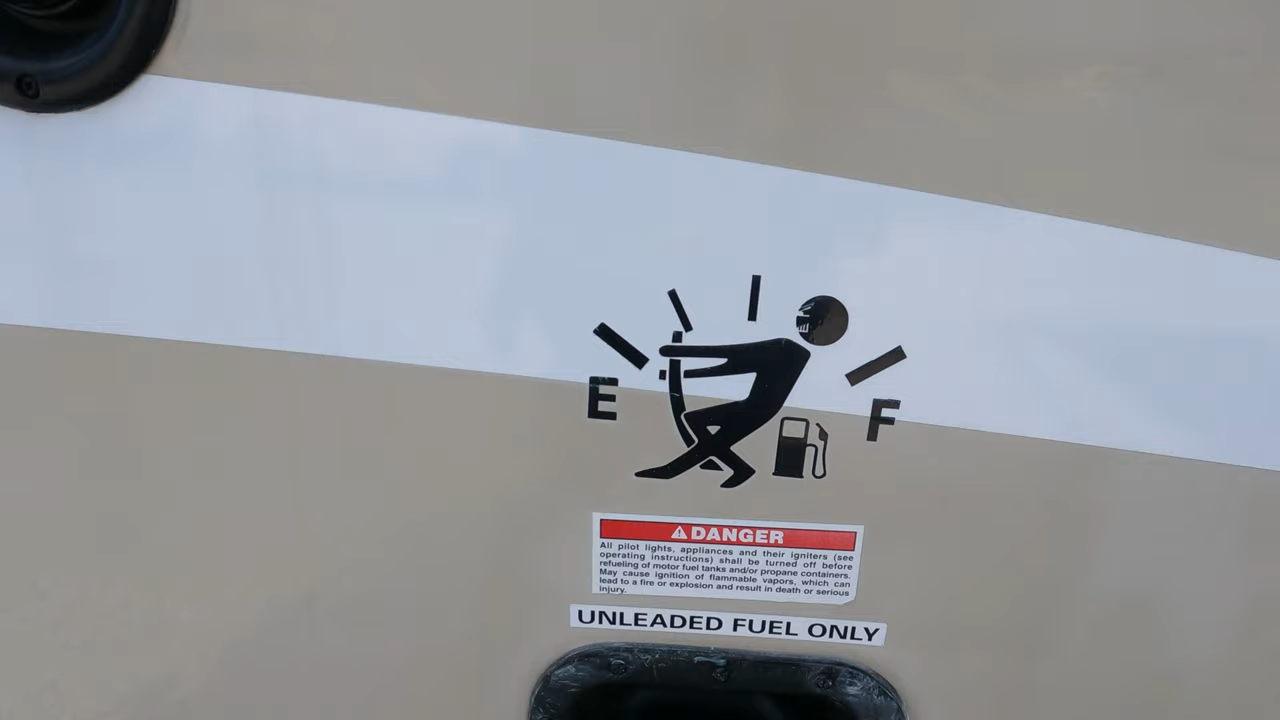 E
F
DANGER
All pilot lights, appliances and their igniters (see
operating instructions) shall be turned off before
refueling of motor fuel tanks and/or propane containers.
May cause ignition of flammable vapors, which can
lead to a fire or explosion and result in death or serious
injury.
UNLEADED FUEL ONLY